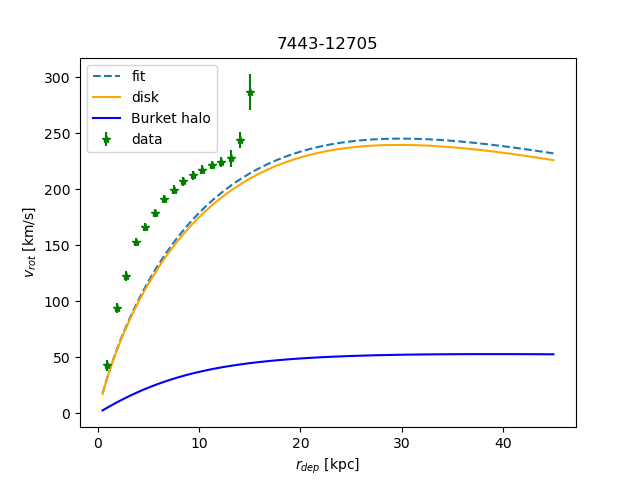 7443-12705
fit
disk
Burket halo
data
300
250
200
150
100
50
0
v_rot [km/s]
0 10 20 30 40
r_dep [kpc]